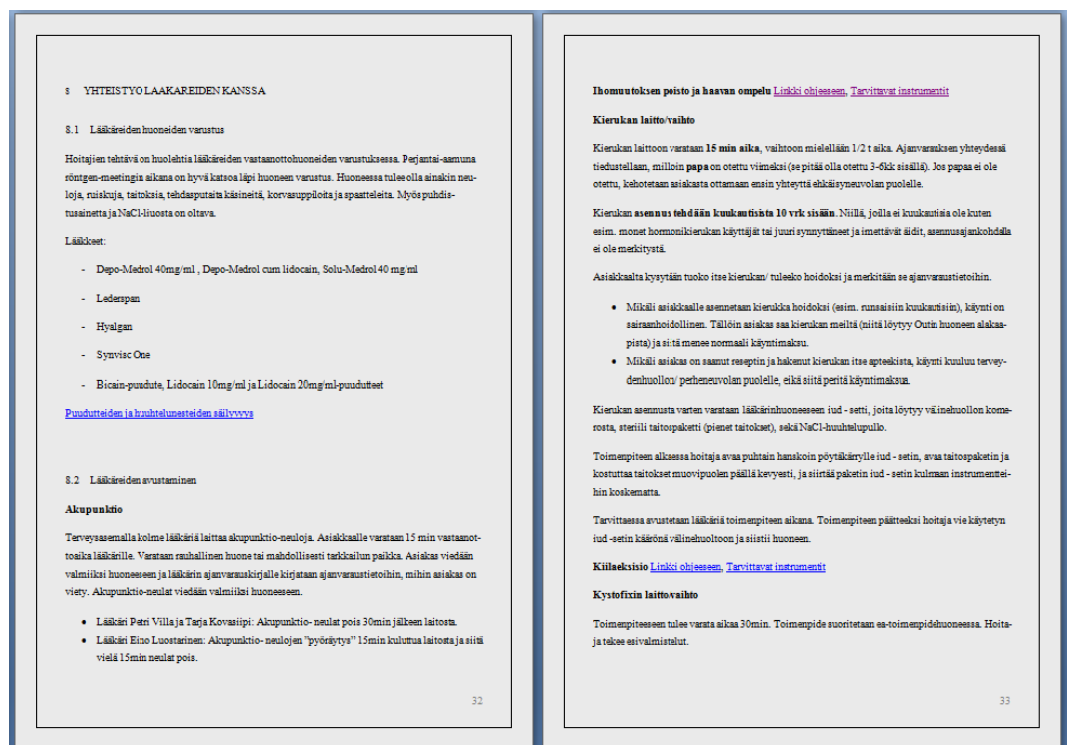 8 YHTEISTYO LAAKAREIDEN KANSSA
8.1 Lääkäreiden huoneiden varustus
Hoitajien tehtävä on huolehtia lääkäreiden vastaanottohuoneiden varustuksessa. Perjantai-aamuna
röntgen-meetingin aikana on hyvä katsoa läpi huoneen varustus. Huoneessa tulee olla ainakin neu-
loja, ruiskuja, taitoksia, tehdasputaita käsineitä, korvasuppiloita ja spaatteleita. Myös puhdis-
tusainetta ja NaCl-liuosta on oltava.
Lääkkeet:
- Depo-Medrol 40mg/ml , Depo-Medrol cum lidocain, Solu-Medrol 40 mg/ml
- Lederspan
- Hyalgan
- Synvisc One
- Bicain-puudute, Lidocain 10mg/ml ja Lidocain 20mg/ml-puudutteet
Puudutteiden ja huuhtelunesteiden säilyvyys
8.2 Lääkäreiden avustaminen
Akupunktio
Terveysasemalla kolme lääkäriä laittaa akupunktio-neuloja. Asiakkaalle varataan 15 min vastaanot-
toaika lääkärille. Varataan rauhallinen huone tai mahdollisesti tarkkailun paikka. Asiakas viedään
valmiiksi huoneeseen ja lääkärin ajanvarauskirjalle kirjataan ajanvaraustietoihin, mihin asiakas on
viety. Akupunktio-neulat viedään valmiiksi huoneeseen.
• Lääkäri Petri Villa ja Tarja Kovasiipi: Akupunktio- neulat pois 30min jälkeen laitosta.
• Lääkäri Eino Luostarinen: Akupunktio- neulojen "pyöräytys" 15min kuluttua laitosta ja siitä
vielä 15min neulat pois.
32
Ihomuutoksen poisto ja haavan ompelu Linkki ohjeeseen, Tarvittavat instrumentit
Kierukan laitto/vaihto
Kierukan laittoon varataan 15 min aika, vaihtoon mielellään 1/2 t aika. Ajanvarauksen yhteydessä
tiedustellaan, milloin papa on otettu viimeksi (se pitää olla otettu 3-6kk sisällä). Jos papaa ei ole
otettu, kehotetaan asiakasta ottamaan ensin yhteyttä ehkäisyneuvolan puolelle.
Kierukan asennus tehdään kuukautisista 10 vrk sisään. Niillä, joilla ei kuukautisia ole kuten
esim. monet hormonikierukan käyttäjät tai juuri synnyttäneet ja imettävät äidit, asennusajankohdalla
ei ole merkitystä.
Asiakkaalta kysytään tuoko itse kierukan/ tuleeko hoidoksi ja merkitään se ajanvaraustietoihin.
• Mikäli asiakkaalle asennetaan kierukka hoidoksi (esim. runsaisiin kuukautisiin), käynti on
sairaanhoidollinen. Tällöin asiakas saa kierukan meiltä (niitä löytyy Outin huoneen alakaa-
pista) ja siitä menee normaali käyntimaksu.
• Mikäli asiakas on saanut reseptin ja hakenut kierukan itse apteekista, käynti kuuluu tervey-
denhuollon/ perheneuvolan puolelle, eikä siitä peritä käyntimaksua.
Kierukan asennusta varten varataan lääkärinhuoneeseen iud - setti, joita löytyy välinehuollon kome-
rosta, steriili taitospaketti (pienet taitokset), sekä NaCl-huuhtelupullo.
Toimenpiteen alkessa hoitaja avaa puhtain hanskoin pöytäkärrylle iud - setin, avaa taitospaketin ja
kostuttaa taitokset muovipuolen päällä kevyesti, ja siirtää paketin iud - setin kulmaan instrumenttei-
hin koskematta.
Tarvittaessa avustetaan lääkäriä toimenpiteen aikana. Toimenpiteen päätteeksi hoitaja vie käytetyn
iud -setin käärönä välinehuoltoon ja siistii huoneen.
Kiilaeksisio Linkki ohjeeseen, Tarvittavat instrumentit
Kystofixin laitto/vaihto
Toimenpiteeseen tulee varata aikaa 30min. Toimenpide suoritetaan ea-toimenpidehuoneessa. Hoita-
ja tekee esivalmistelut.
33